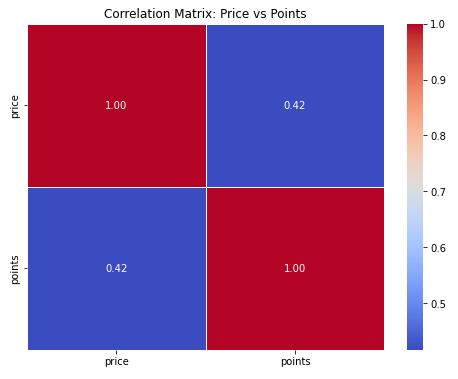 Correlation Matrix: Price vs Points
1.0
price
1.00
0.42
0.9
0.8
0.7
points
0.42
1.00
0.6
0.5
price
points